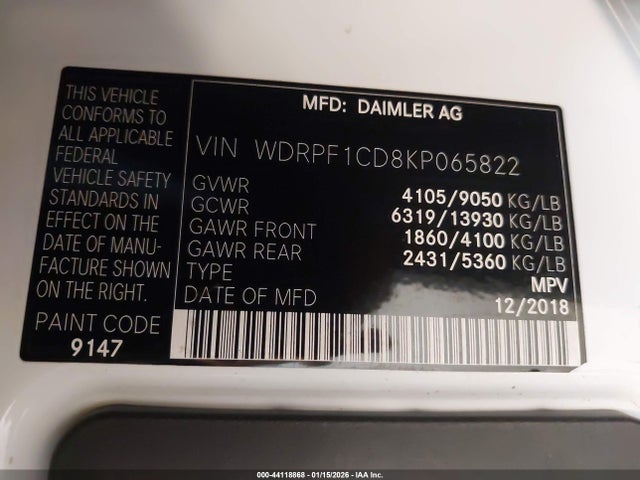 THIS VEHICLE
CONFORMS TO
ALL APPLICABLE
FEDERAL
VEHICLE SAFETY
STANDARDS IN
EFFECT ON THE
DATE OF MANU-
FACTURE SHOWN
ON THE RIGHT.
PAINT CODE
9147
MFD: DAIMLER AG
VIN WDRPF1CD8KP065822
GVWR 4105/9050 KG/LB
GCWR 6319/13930 KG/LB
GAWR FRONT 1860/4100 KG/LB
GAWR REAR 2431/5360 KG/LB
TYPE MPV
DATE OF MFD 12/2018
000-44118868 - 01/15/2026 - IAA Inc.